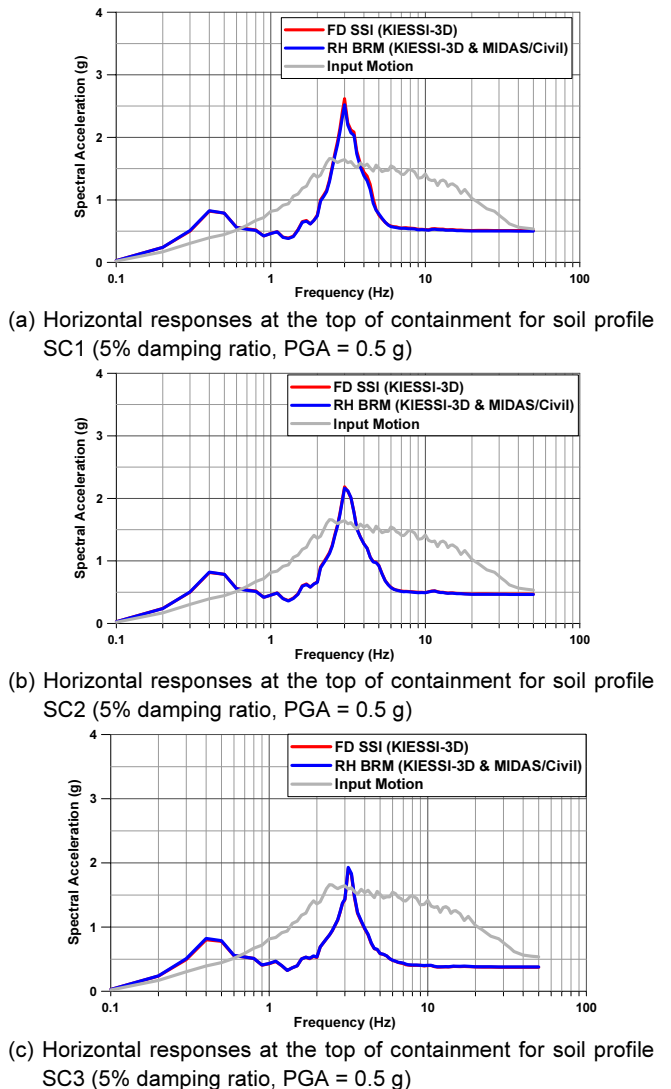 4
FD SSI (KIESSI-3D)
RH BRM (KIESSI-3D & MIDAS/Civil)
Input Motion
3
2
1
0
Spectral Acceleration (g)
0.1
1
10
100
Frequency (Hz)
(a) Horizontal responses at the top of containment for soil profile
SC1 (5% damping ratio, PGA = 0.5 g)
4
FD SSI (KIESSI-3D)
RH BRM (KIESSI-3D & MIDAS/Civil)
Input Motion
3
2
1
0
Spectral Acceleration (g)
0.1
1
10
100
Frequency (Hz)
(b) Horizontal responses at the top of containment for soil profile
SC2 (5% damping ratio, PGA = 0.5 g)
4
FD SSI (KIESSI-3D)
RH BRM (KIESSI-3D & MIDAS/Civil)
Input Motion
3
2
1
0
Spectral Acceleration (g)
0.1
1
10
100
Frequency (Hz)
(c) Horizontal responses at the top of containment for soil profile
SC3 (5% damping ratio, PGA = 0.5 g)